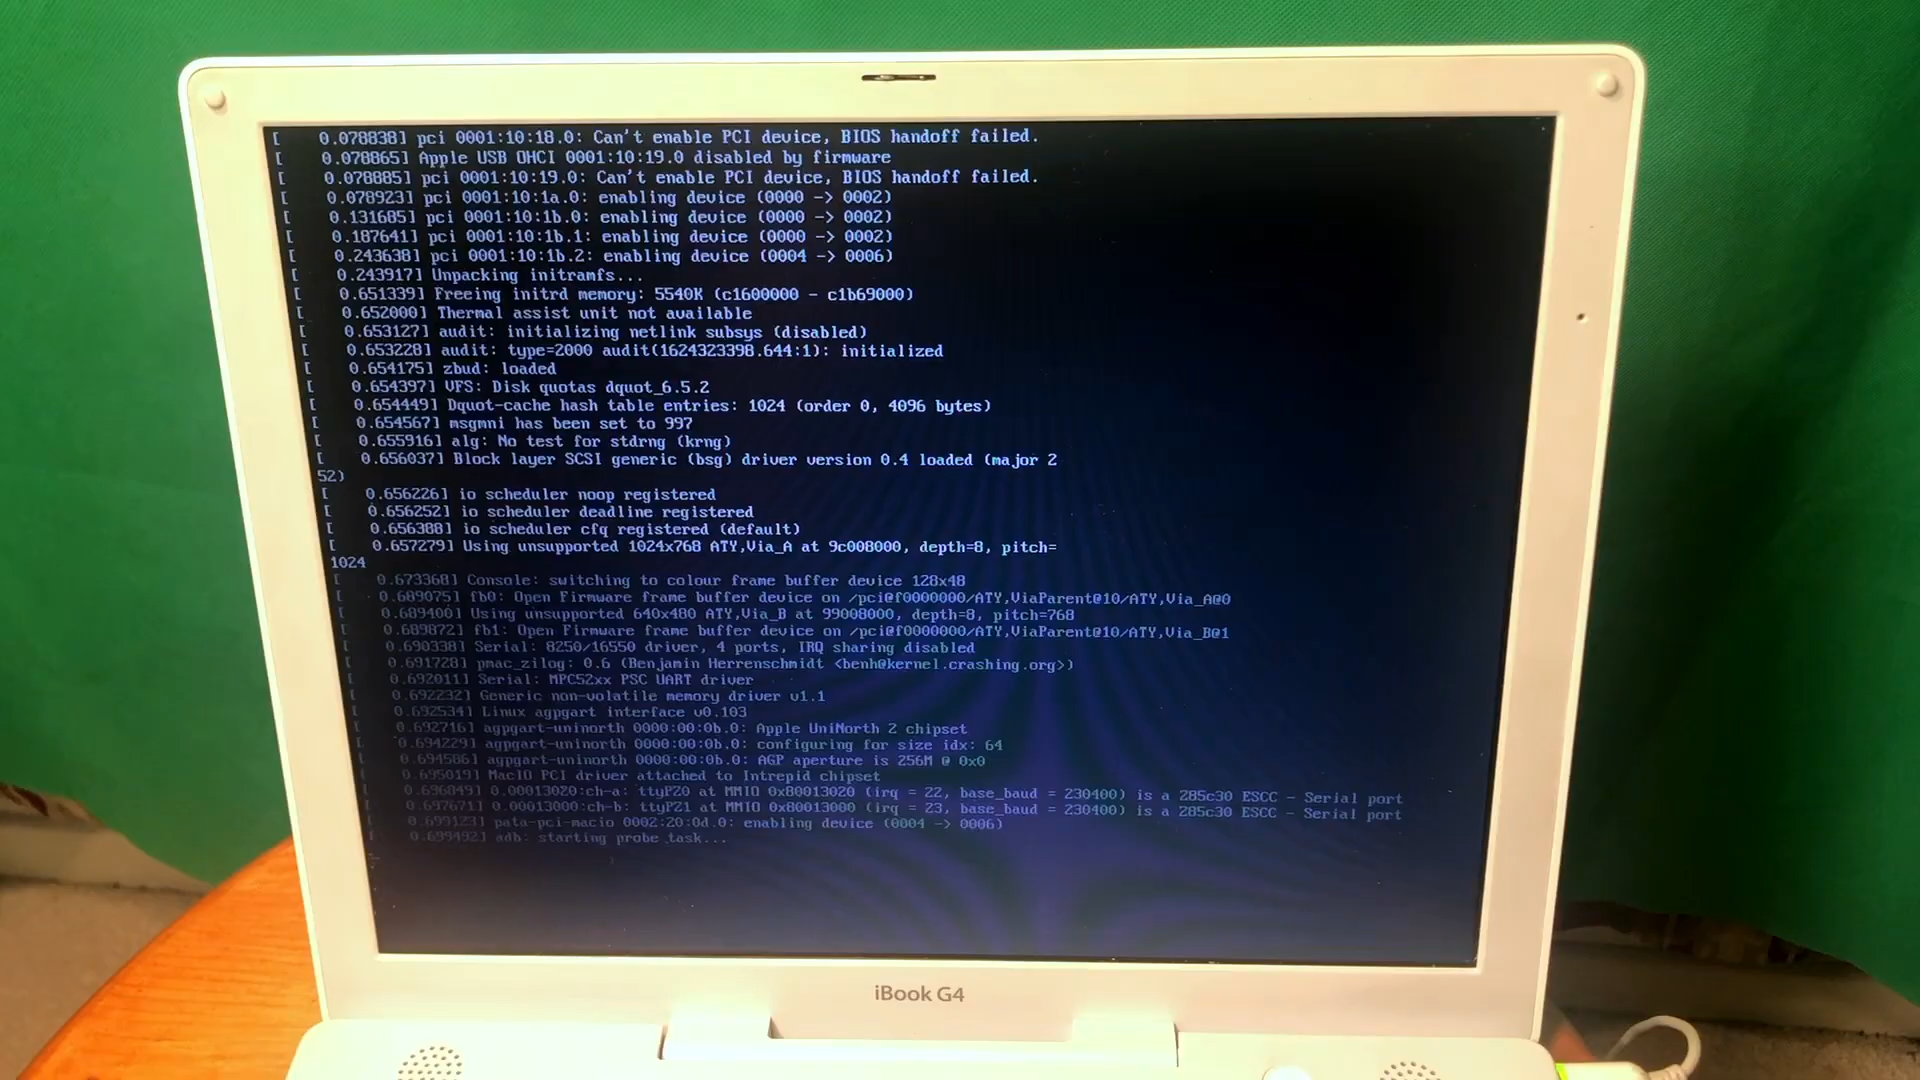 [    0.078838] pci 0001:10:18.0: Can't enable PCI device, BIOS handoff failed.
[    0.078865] Apple USB OHCI 0001:10:19.0 disabled by firmware
[    0.078885] pci 0001:10:19.0: Can't enable PCI device, BIOS handoff failed.
[    0.078923] pci 0001:10:1a.0: enabling device (0000 -> 0002)
[    0.131685] pci 0001:10:1b.0: enabling device (0000 -> 0002)
[    0.187641] pci 0001:10:1b.1: enabling device (0000 -> 0002)
[    0.243638] pci 0001:10:1b.2: enabling device (0004 -> 0006)
[    0.243917] Unpacking initramfs...
[    0.651339] Freeing initrd memory: 5540K (c1600000 - c1b69000)
[    0.652000] Thermal assist unit not available
[    0.653127] audit: initializing netlink subsys (disabled)
[    0.653228] audit: type=2000 audit(1624323398.644:1): initialized
[    0.654175] zbud: loaded
[    0.654397] VFS: Disk quotas dquot_6.5.2
[    0.654449] Dquot-cache hash table entries: 1024 (order 0, 4096 bytes)
[    0.654567] msgmni has been set to 997
[    0.655916] alg: No test for stdrng (krng)
[    0.656037] Block layer SCSI generic (bsg) driver version 0.4 loaded (major 2
52)
[    0.656226] io scheduler noop registered
[    0.656252] io scheduler deadline registered
[    0.656388] io scheduler cfq registered (default)
[    0.657279] Using unsupported 1024x768 ATY,Via_A at 9c008000, depth=8, pitch=
1024
[    0.673368] Console: switching to colour frame buffer device 128x48
[    0.689075] fb0: Open Firmware frame buffer device on /pci@f0000000/ATY,ViaParent@10/ATY,Via_A@0
[    0.689400] Using unsupported 640x480 ATY,Via_B at 99008000, depth=8, pitch=768
[    0.689872] fb1: Open Firmware frame buffer device on /pci@f0000000/ATY,ViaParent@10/ATY,Via_B@1
[    0.690338] Serial: 8250/16550 driver, 4 ports, IRQ sharing disabled
[    0.691728] pmac_zilog: 0.6 (Benjamin Herrenschmidt <benh@kernel.crashing.org>)
[    0.692011] Serial: MPC52xx PSC UART driver
[    0.692232] Generic non-volatile memory driver v1.1
[    0.692534] Linux agpgart interface v0.103
[    0.692716] agpgart-uninorth 0000:00:0b.0: Apple UniNorth 2 chipset
[    0.694229] agpgart-uninorth 0000:00:0b.0: configuring for size idx: 64
[    0.694586] agpgart-uninorth 0000:00:0b.0: AGP aperture is 256M @ 0x0
[    0.695019] MacIO PCI driver attached to Intrepid chipset
[    0.696849] 0.00013020:ch-a: ttyPZ0 at MMIO 0x80013020 (irq = 22, base_baud = 230400) is a Z85c30 ESCC - Serial port
[    0.697671] 0.00013000:ch-b: ttyPZ1 at MMIO 0x80013000 (irq = 23, base_baud = 230400) is a Z85c30 ESCC - Serial port
[    0.699123] pata-pci-macio 0002:20:0d.0: enabling device (0004 -> 0006)
[    0.699492] adb: starting probe task...
iBook G4